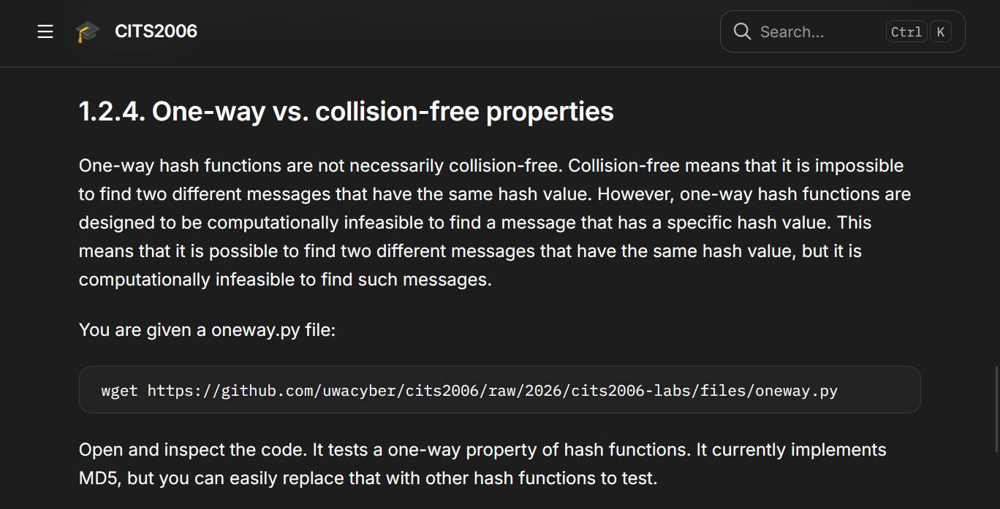 CITS2006
Search...
Ctrl K
1.2.4. One-way vs. collision-free properties
One-way hash functions are not necessarily collision-free. Collision-free means that it is impossible
to find two different messages that have the same hash value. However, one-way hash functions are
designed to be computationally infeasible to find a message that has a specific hash value. This
means that it is possible to find two different messages that have the same hash value, but it is
computationally infeasible to find such messages.
You are given a oneway.py file:
wget https://github.com/uwacyber/cits2006/raw/2026/cits2006-labs/files/oneway.py
Open and inspect the code. It tests a one-way property of hash functions. It currently implements
MD5, but you can easily replace that with other hash functions to test.